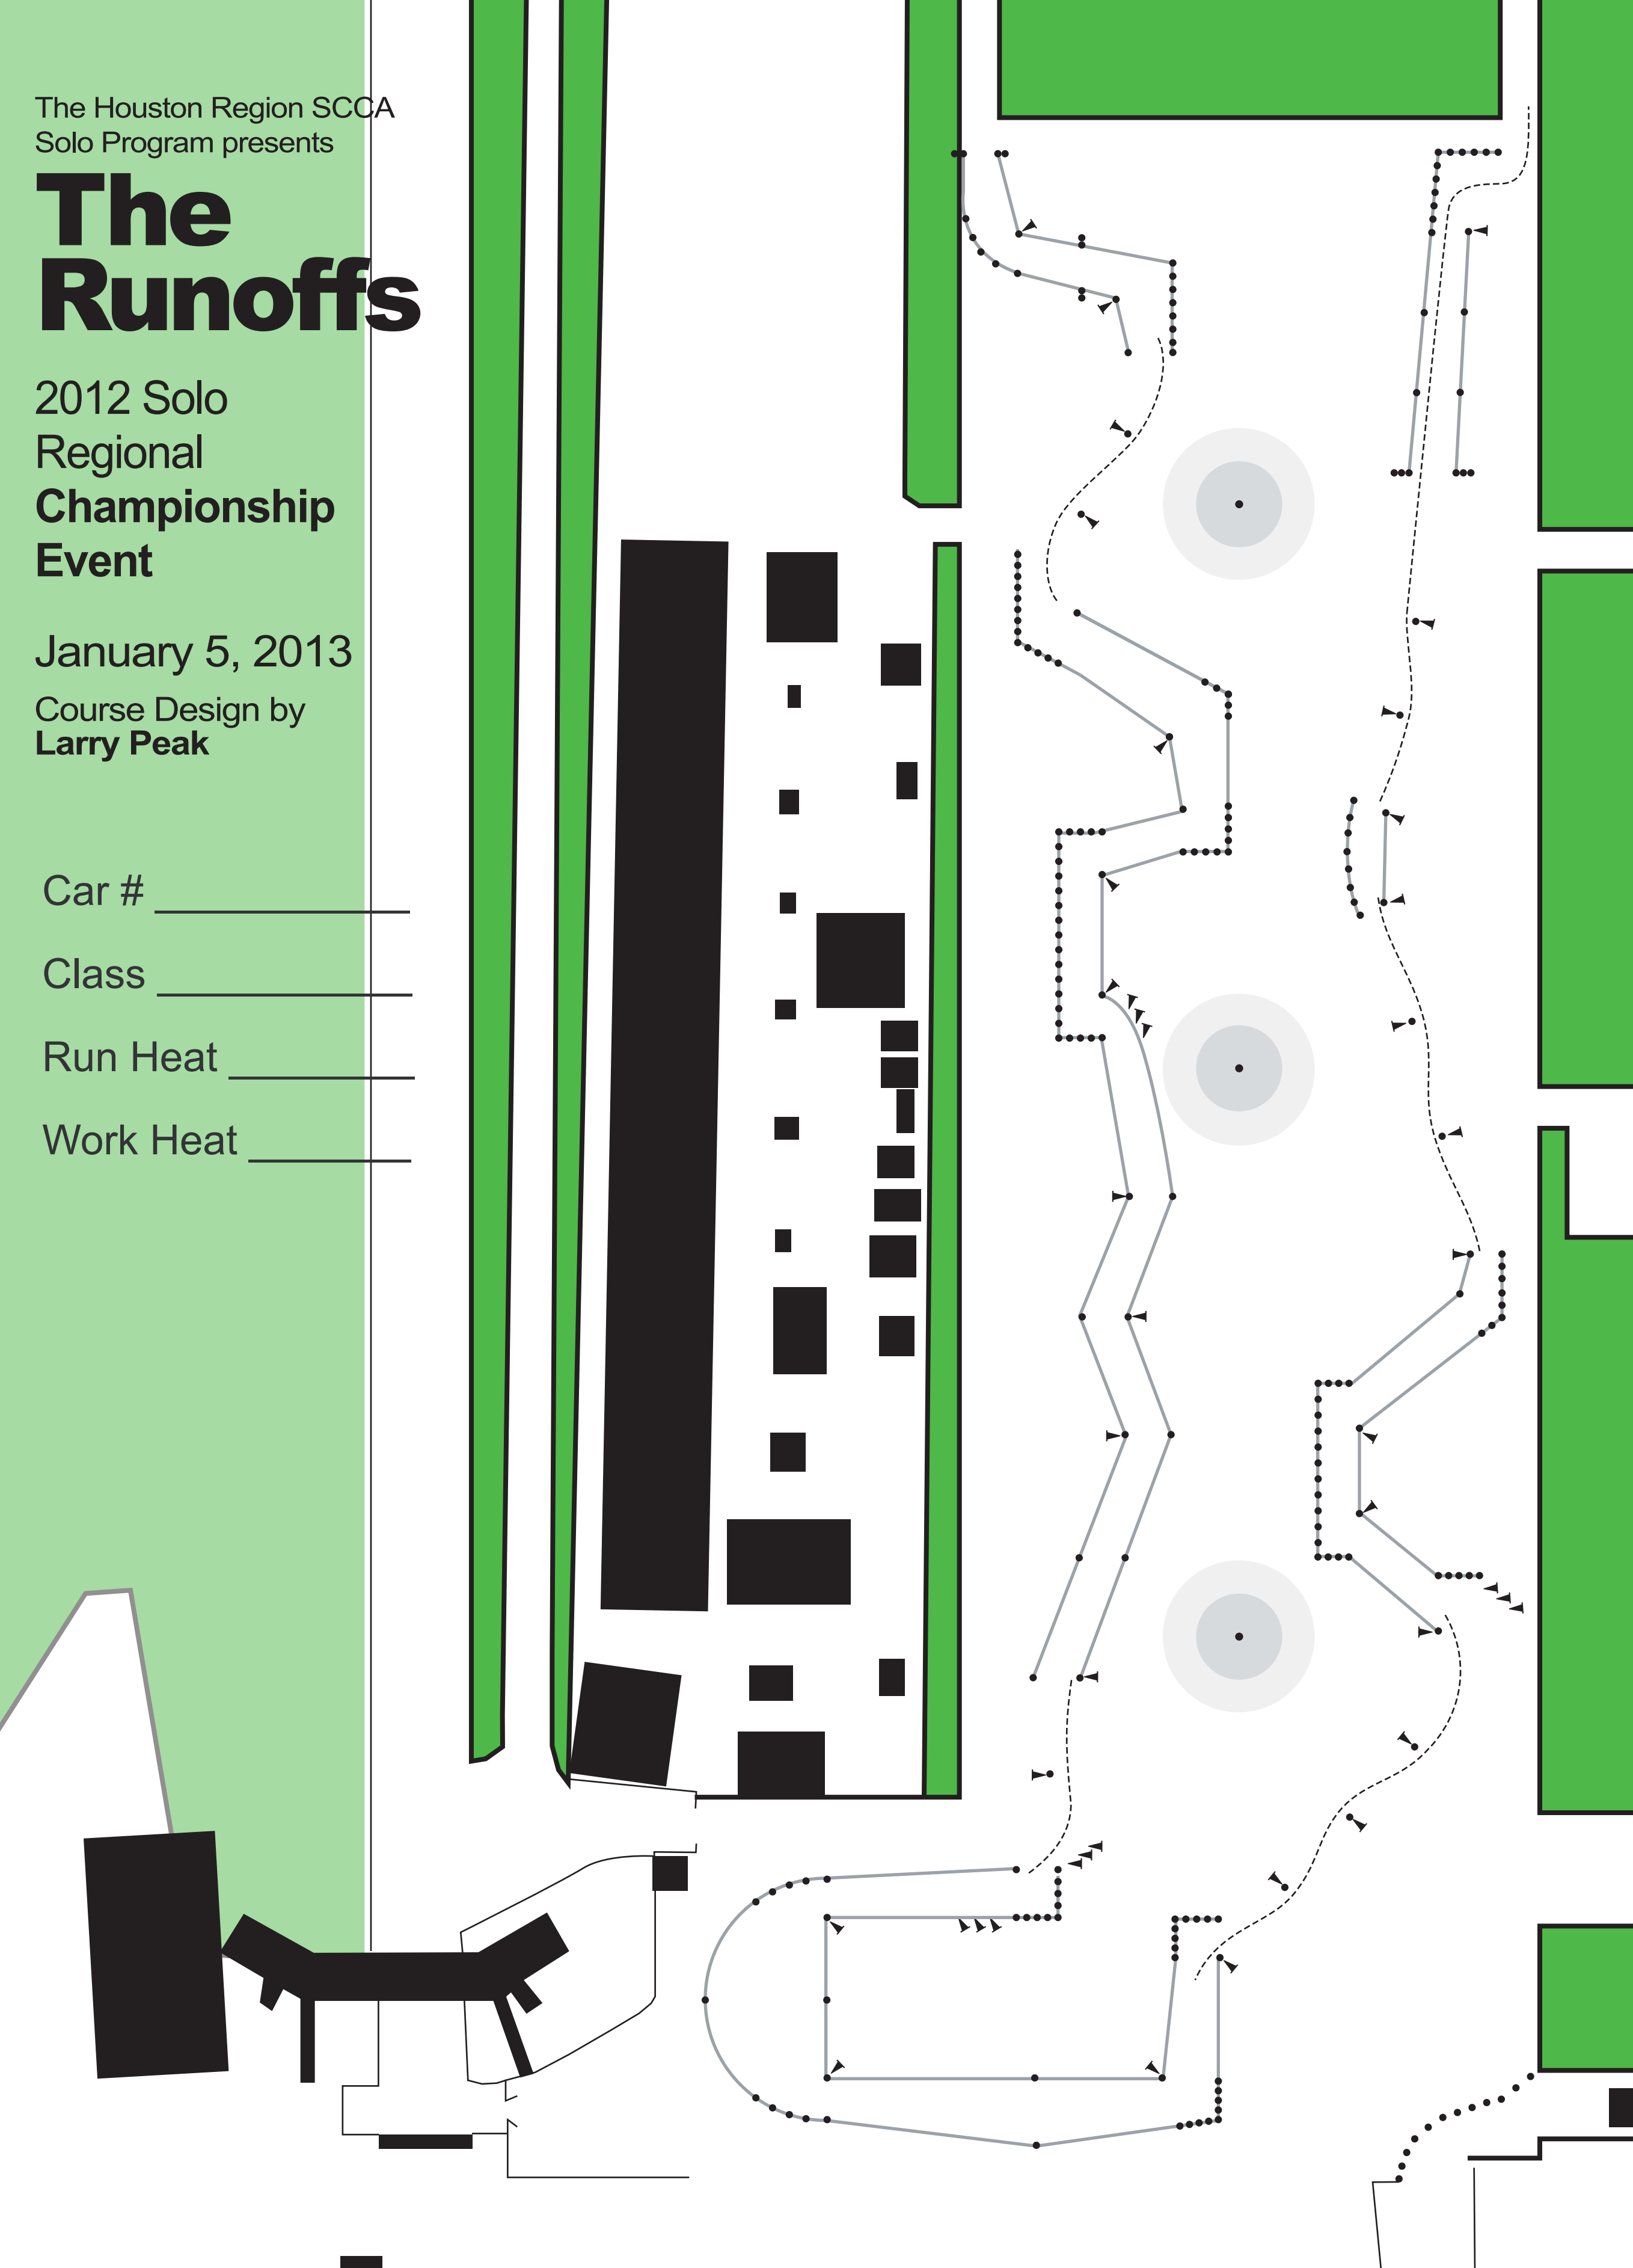 The Houston Region SCCA
Solo Program presents
The
Runoffs
2012 Solo
Regional
Championship
Event
January 5, 2013
Course Design by
Larry Peak
Car #
Class
Run Heat
Work Heat